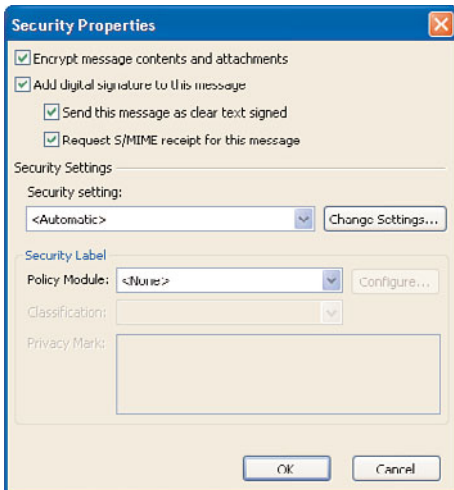 Security Properties
Encrypt message contents and attachments
Add digital signature to this message
Send this message as clear text signed
Request S/MIME receipt for this message
Security Settings
Security setting:
<Automatic>
Change Settings...
Security Label
Policy Module:
<None>
Configure...
Classification:
Privacy Mark:
OK
Cancel